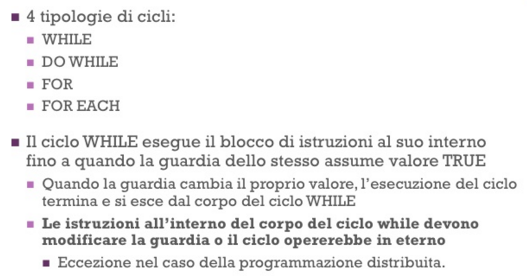 4 tipologie di cicli:
WHILE
DO WHILE
FOR
FOR EACH
Il ciclo WHILE esegue il blocco di istruzioni al suo interno
fino a quando la guardia dello stesso assume valore TRUE
Quando la guardia cambia il proprio valore, l'esecuzione del ciclo
termina e si esce dal corpo del ciclo WHILE
Le istruzioni all'interno del corpo del ciclo while devono
modificare la guardia o il ciclo opererebbe in eterno
Eccezione nel caso della programmazione distribuita.